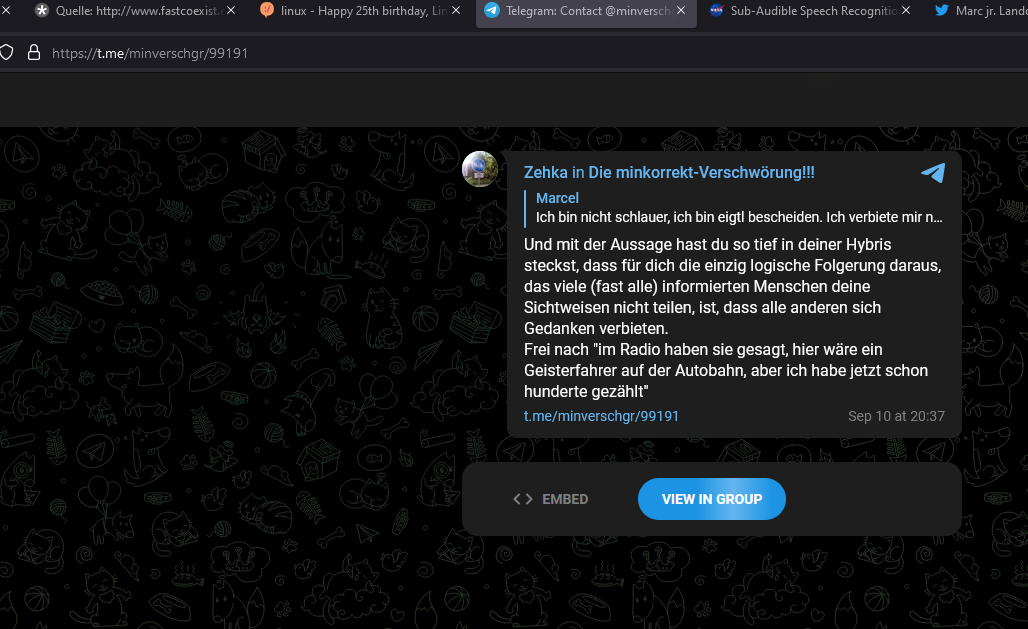 Quelle: http://www.fastcoexist.
linux - Happy 25th birthday, Lin
Telegram: Contact @minversch
Sub-Audible Speech Recognitio
Marc jr. Land
https://t.me/minverschgr/99191
Zehka in Die minkorrekt-Verschwörung!!!
Marcel
Ich bin nicht schlauer, ich bin eigtl bescheiden. Ich verbiete mir n...
Und mit der Aussage hast du so tief in deiner Hybris
steckst, dass für dich die einzig logische Folgerung daraus,
das viele (fast alle) informierten Menschen deine
Sichtweisen nicht teilen, ist, dass alle anderen sich
Gedanken verbieten.
Frei nach "im Radio haben sie gesagt, hier wäre ein
Geisterfahrer auf der Autobahn, aber ich habe jetzt schon
hunderte gezählt"
t.me/minverschgr/99191 Sep 10 at 20:37
EMBED VIEW IN GROUP